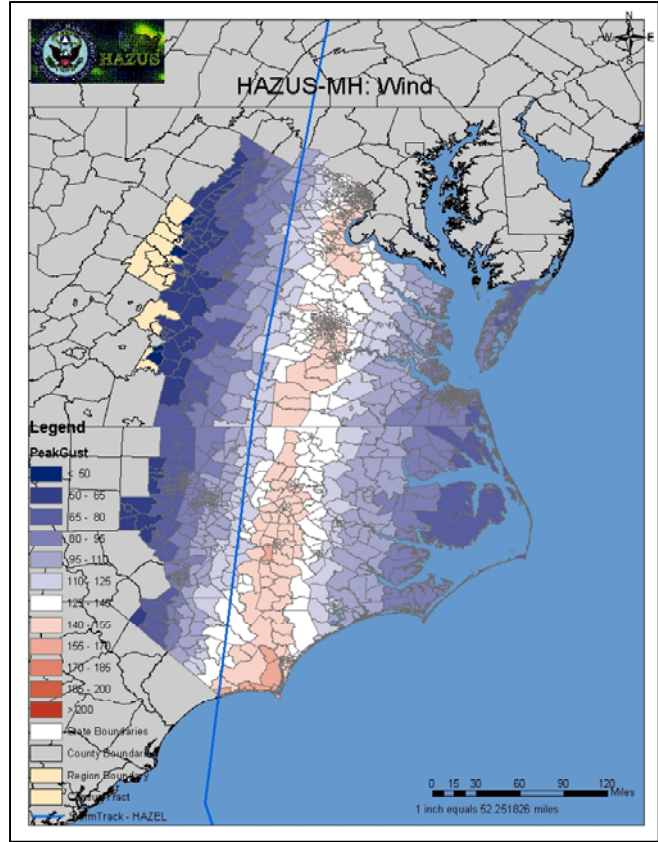 N
W E
S
HAZUS
HAZUS-MH: Wind
Legend
PeakGust
< 50
50 - 65
65 - 80
80 - 95
95 - 110
110 - 125
125 - 140
140 - 155
155 - 170
170 - 185
185 - 200
> 200
State Boundaries
County Boundaries
Region Boundary
StormTrack - HAZEL
0 15 30 60 90 120
Miles
1 inch equals 52.251826 miles